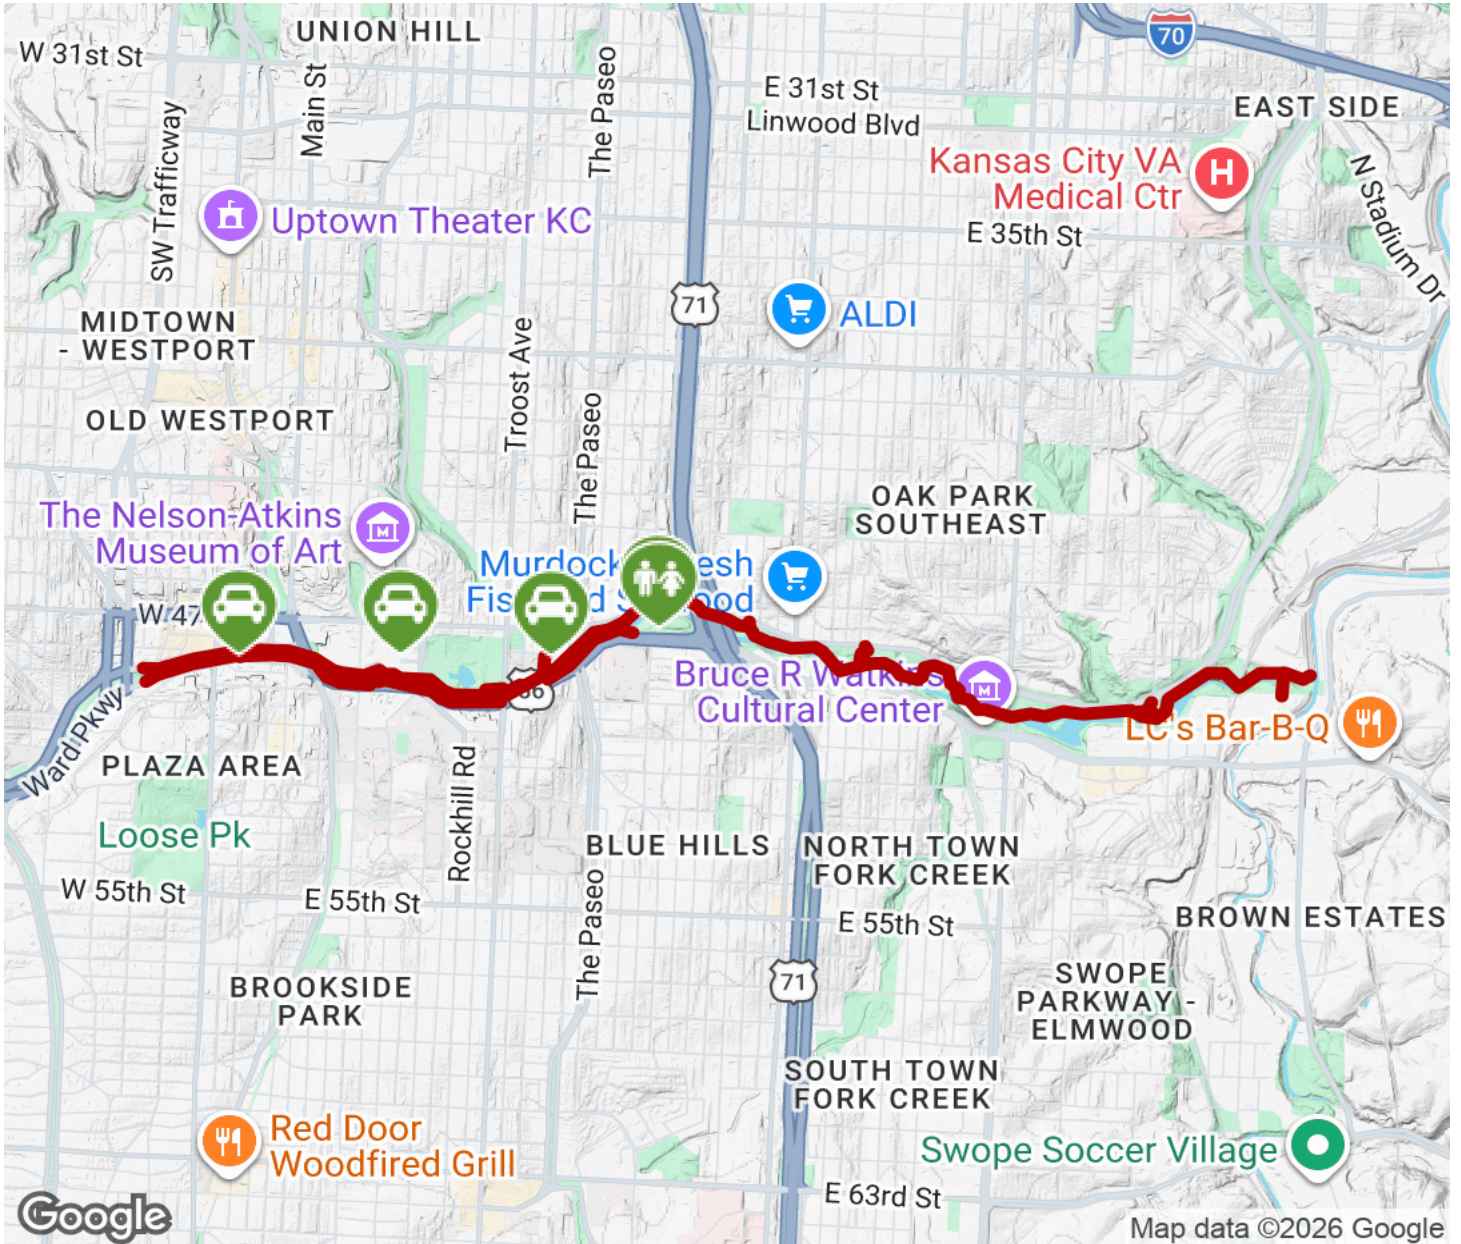 UNION HILL
W 31st St
Main St
The Paseo
70
E 31st St
Linwood Blvd
EAST SIDE
SW Trafficway
Kansas City VA
Medical Ctr
H
N Stadium Dr
Uptown Theater KC
E 35th St
71
ALDI
MIDTOWN
- WESTPORT
Troost Ave
OLD WESTPORT
The Paseo
OAK PARK
SOUTHEAST
The Nelson-Atkins
Museum of Art
M
W 47
Bruce R Watkins
Cultural Center
M
Ward Pkwy
PLAZA AREA
LC's Bar-B-Q
Rockhill Rd
Loose Pk
BLUE HILLS
NORTH TOWN
FORK CREEK
W 55th St
E 55th St
The Paseo
E 55th St
BROWN ESTATES
71
BROOKSIDE
PARK
SWOPE
PARKWAY -
ELMWOOD
SOUTH TOWN
FORK CREEK
Red Door
Woodfired Grill
Swope Soccer Village
E 63rd St
Google
Map data ©2026 Google